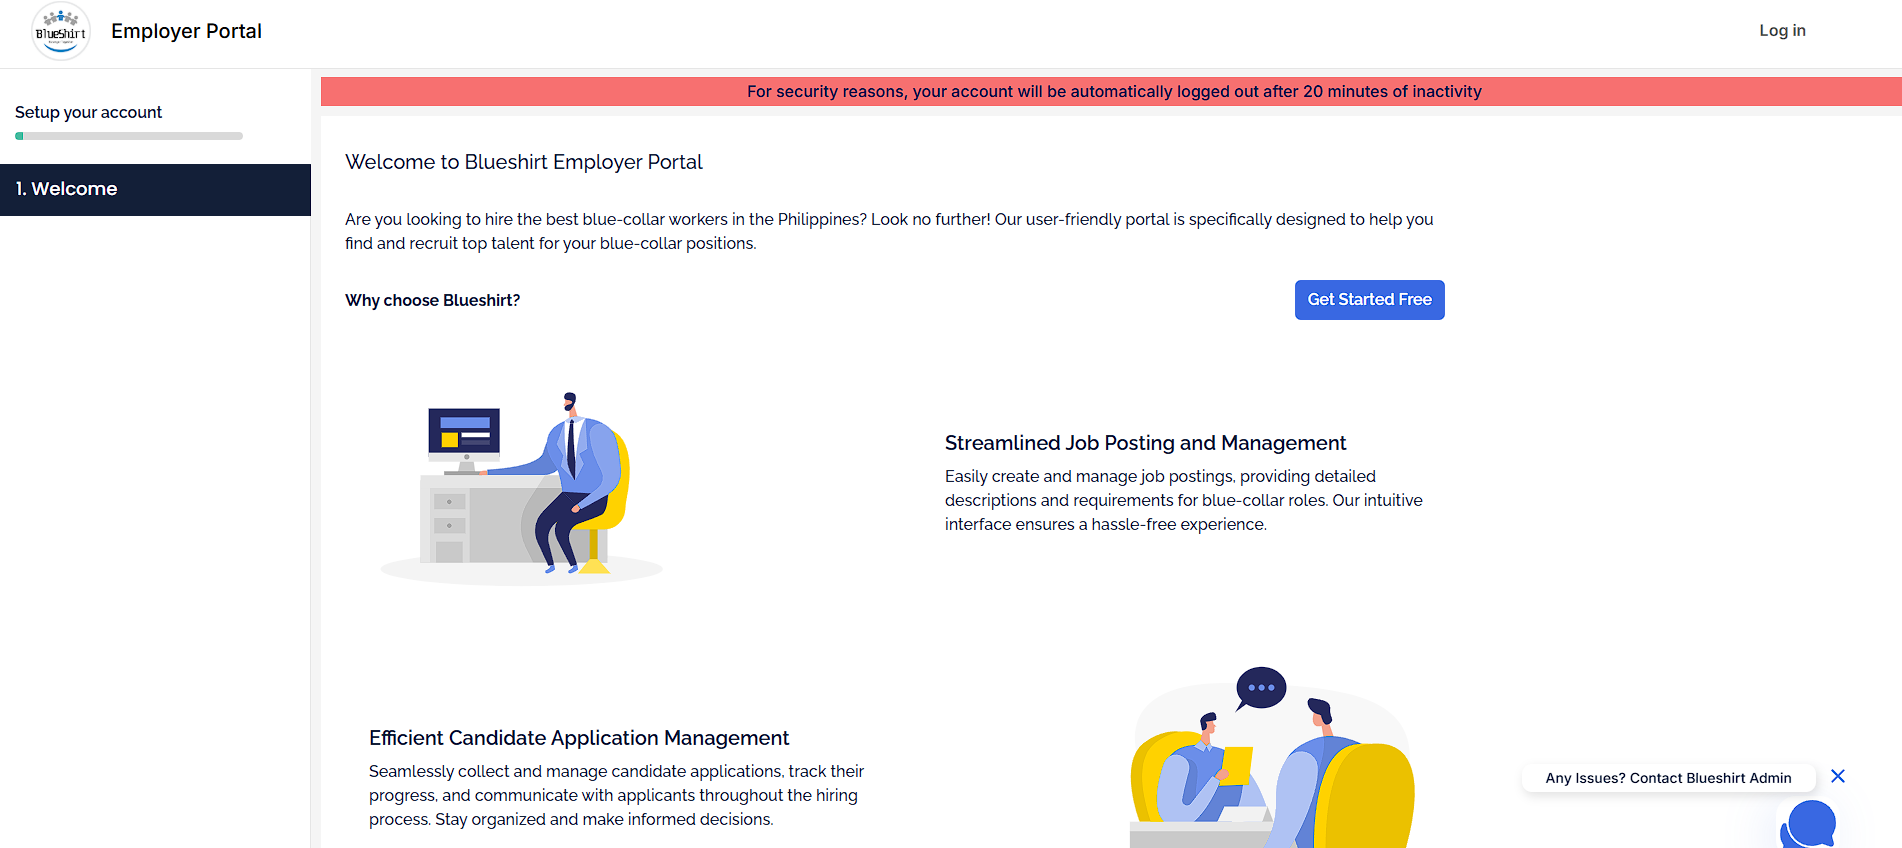 BlueShirt
Employer Portal
Log in
Setup your account
1. Welcome
For security reasons, your account will be automatically logged out after 20 minutes of inactivity
Welcome to Blueshirt Employer Portal
Are you looking to hire the best blue-collar workers in the Philippines? Look no further! Our user-friendly portal is specifically designed to help you
find and recruit top talent for your blue-collar positions.
Why choose Blueshirt?
Get Started Free
Streamlined Job Posting and Management
Easily create and manage job postings, providing detailed
descriptions and requirements for blue-collar roles. Our intuitive
interface ensures a hassle-free experience.
Efficient Candidate Application Management
Seamlessly collect and manage candidate applications, track their
progress, and communicate with applicants throughout the hiring
process. Stay organized and make informed decisions.
Any Issues? Contact Blueshirt Admin